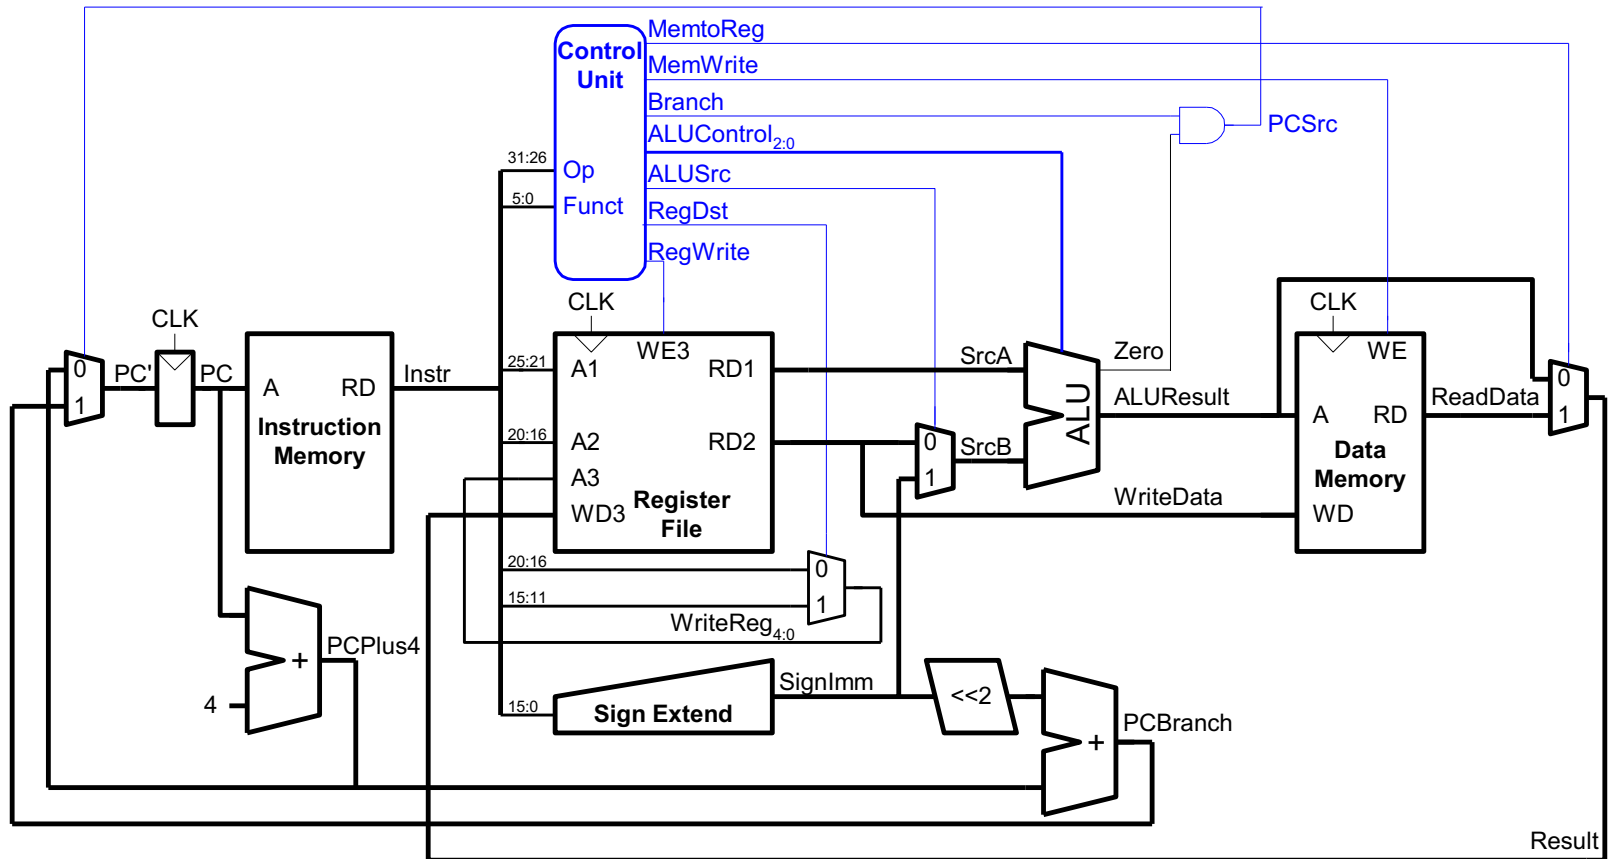 MemtoReg
Control
Unit
MemWrite
Branch
PCSrc
ALUControl2:0
31:26
Op
ALUSrc
5:0
Funct
RegDst
RegWrite
CLK
CLK
CLK
WE3
WE
0
1
PC'
PC
A
RD
Instruction
Memory
Instr
25:21
A1
RD1
SrcA
Zero
ALU
ALUResult
A
RD
ReadData
0
1
20:16
A2
RD2
0
1
SrcB
Data
Memory
A3
Register
File
WD3
WriteData
WD
20:16
0
15:11
1
WriteReg4:0
PCPlus4
+
4
SignImm
15:0
Sign Extend
<<2
PCBranch
+
Result